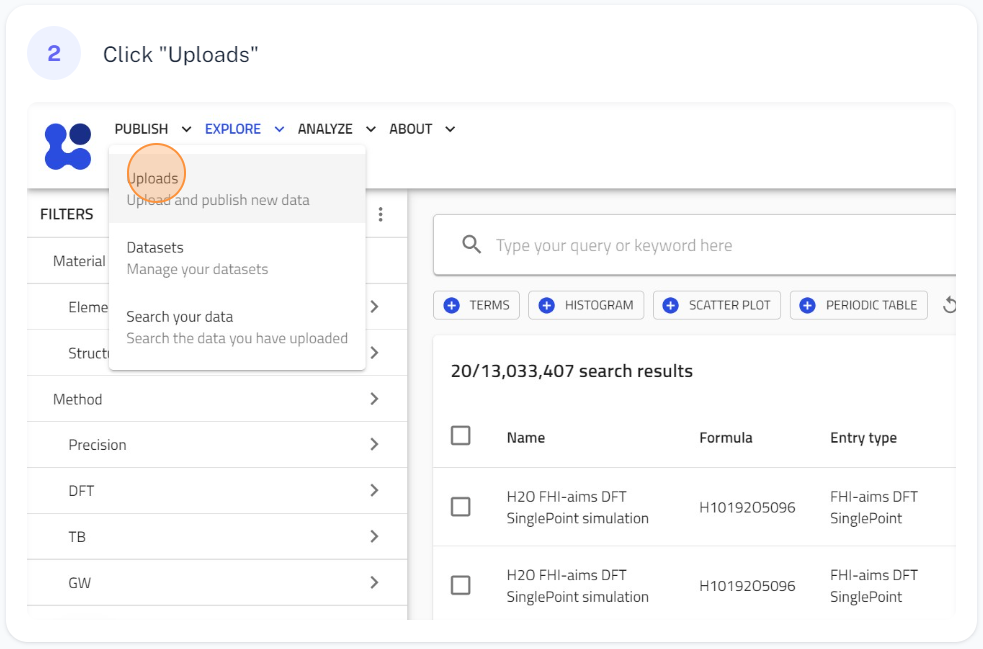 2
Click "Uploads"
PUBLISH EXPLORE ANALYZE ABOUT
Uploads
Upload and publish new data
Datasets
Manage your datasets
Search your data
Search the data you have uploaded
FILTERS
Material
Eleme
Struct
Method
Precision
DFT
TB
GW
Type your query or keyword here
TERMS HISTOGRAM SCATTER PLOT PERIODIC TABLE
20/13,033,407 search results
Name Formula Entry type
H2O FHI-aims DFT
SinglePoint simulation
H10192O5096
FHI-aims DFT
SinglePoint
H2O FHI-aims DFT
SinglePoint simulation
H10192O5096
FHI-aims DFT
SinglePoint